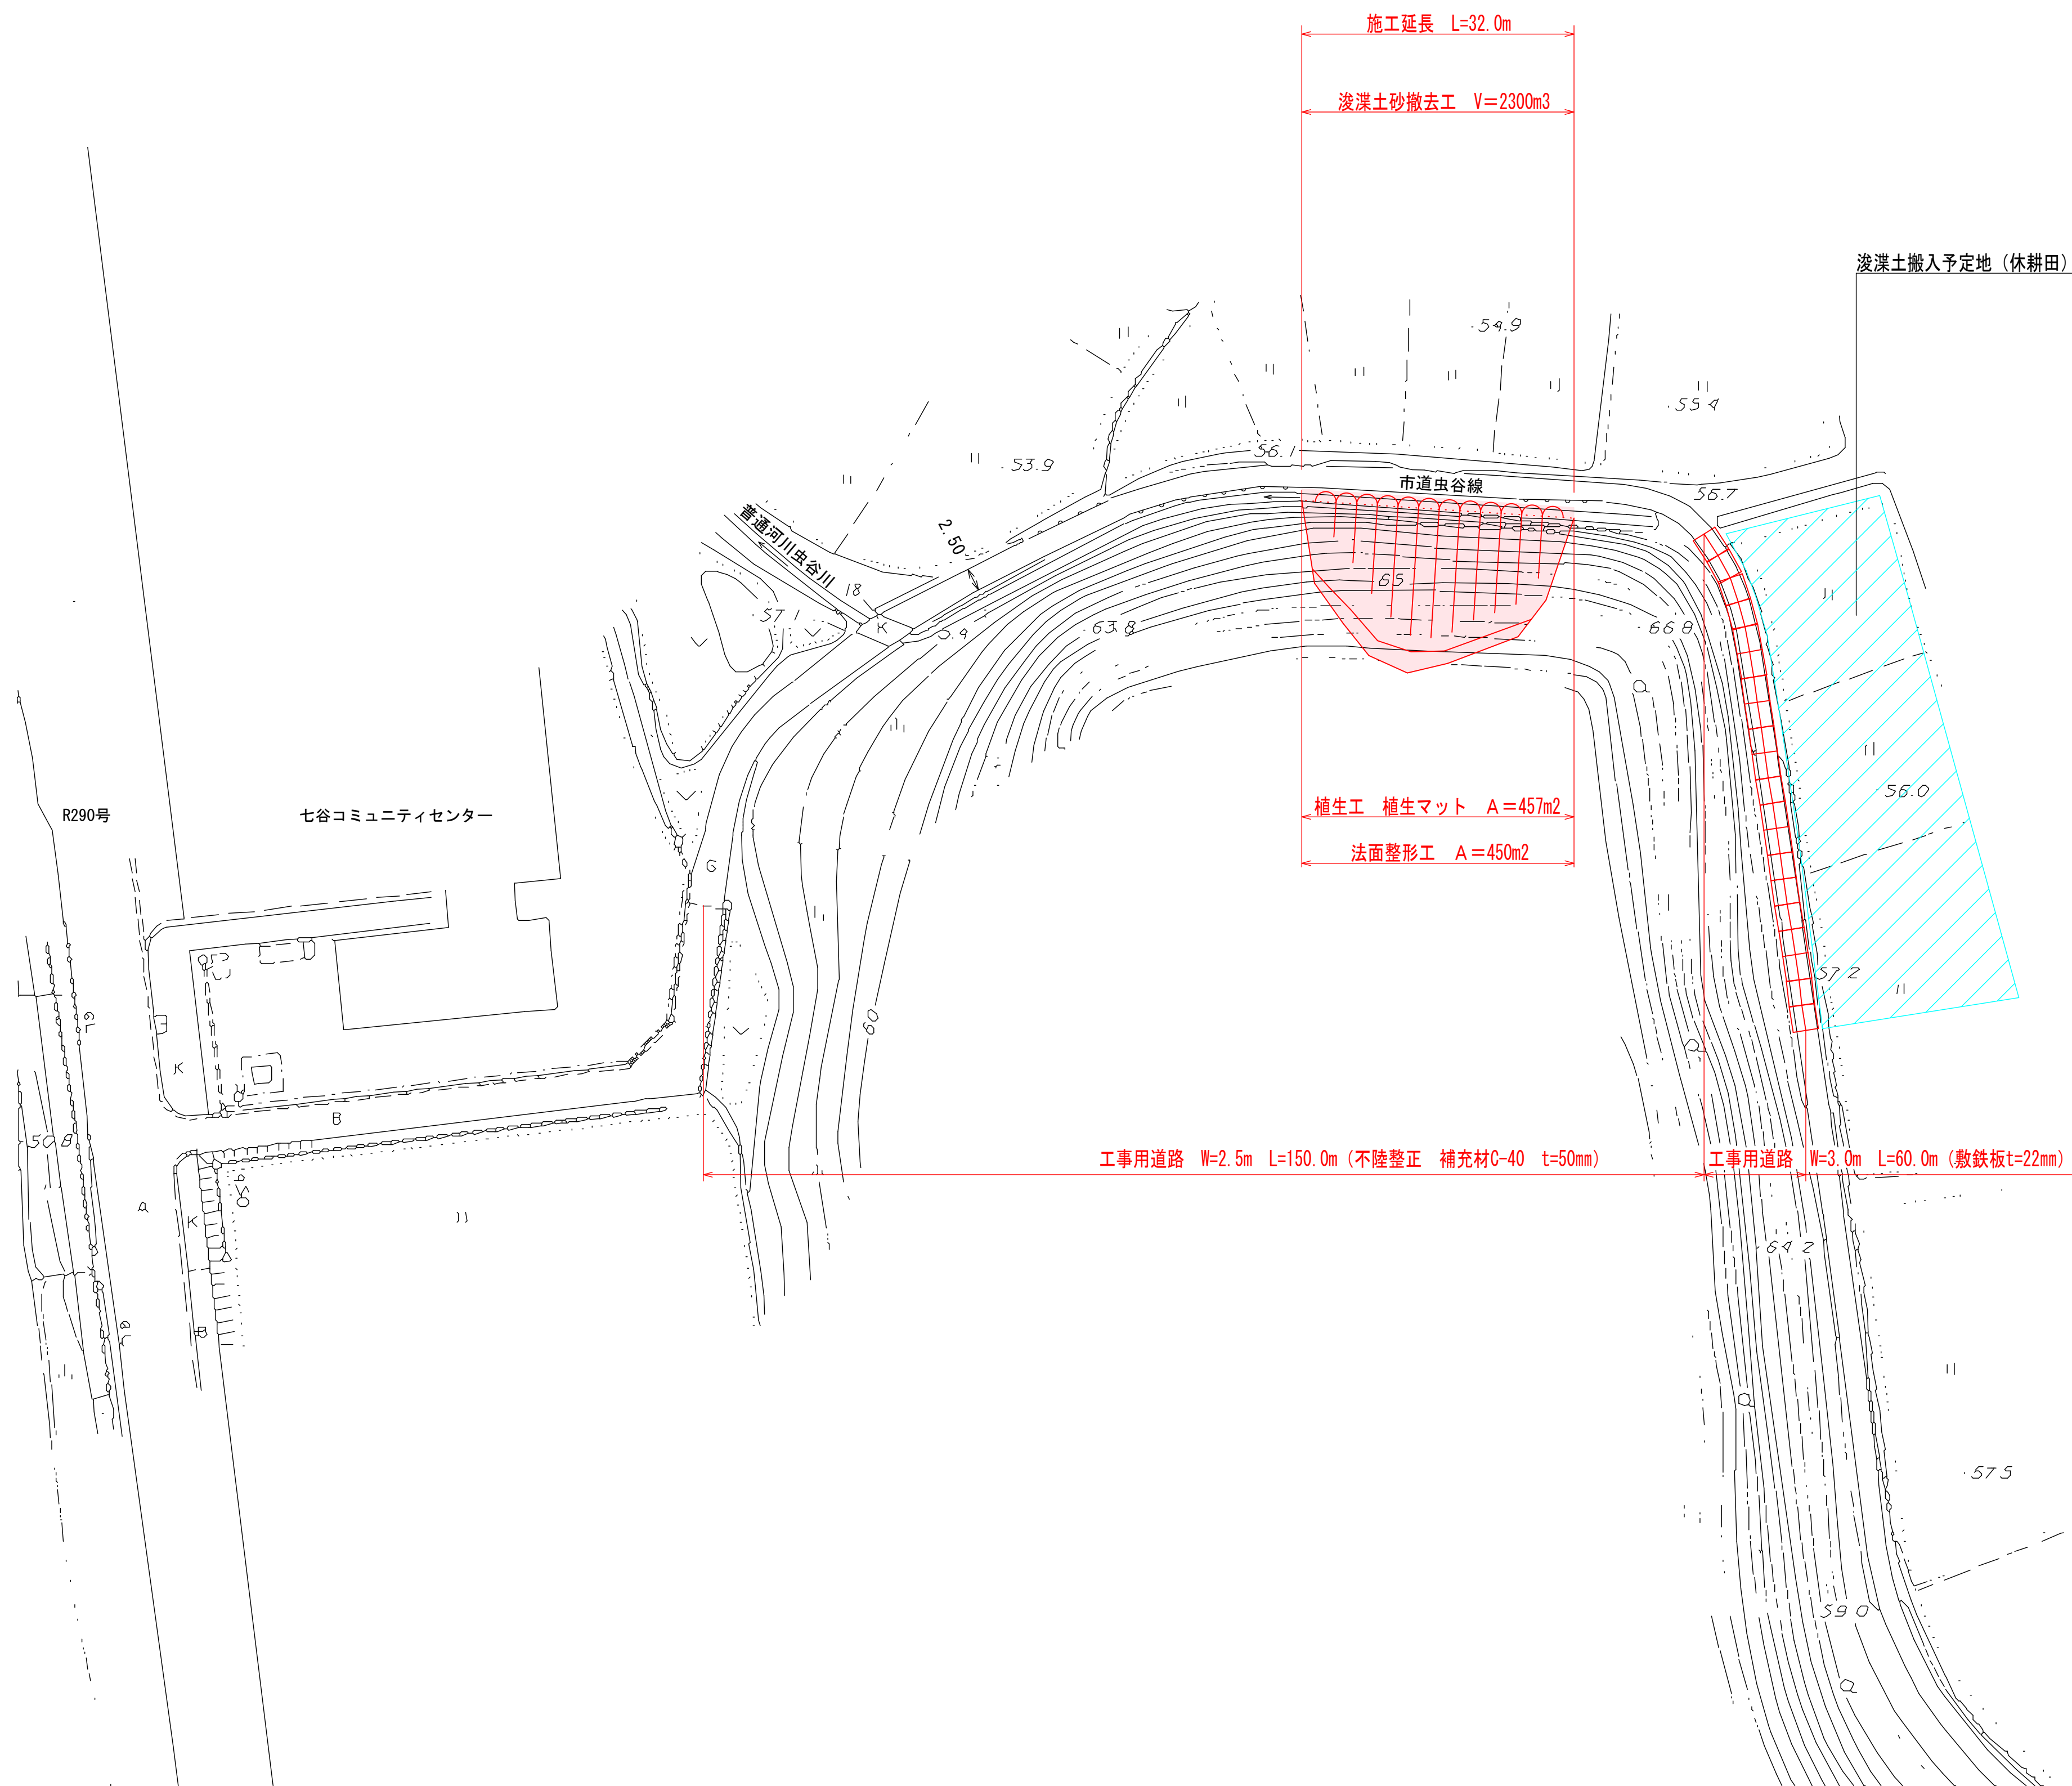 施工延長　L=32.0m
浚渫土砂撤去工　V＝2300m3
浚渫土搬入予定地（休耕田）
54.9
55.4
56.1
53.9
市道虫谷線
56.7
普通河川虫谷川
2.50
18
65
57.1
K
63.8
66.8
56.0
植生工　植生マット　A＝457m2
R290号
七谷コミュニティセンター
法面整形工　A＝450m2
G
57.2
60
K
B
50.8
工事用道路　W=2.5m　L=150.0m（不陸整正　補充材C-40　t=50mm）
工事用道路　W=3.0m　L=60.0m（敷鉄板t=22mm）
A
K
64.2
57.5
59.0